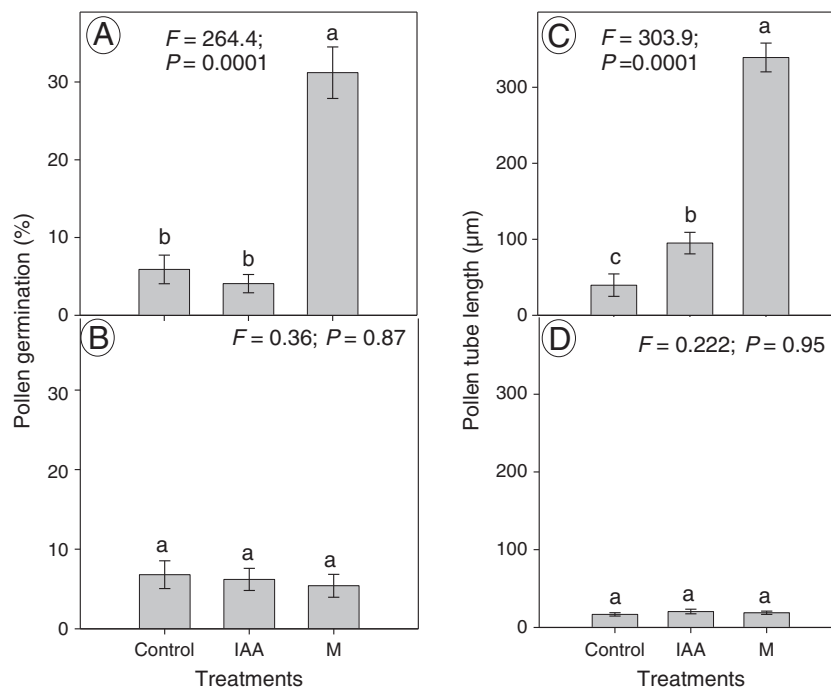 A
F = 264.4;
P = 0.0001
a
b
b
30
20
10
0
B
F = 0.36; P = 0.87
30
20
10
0
a
a
a
Control IAA M
Treatments
Pollen germination (%)
C
F = 303.9;
P =0.0001
a
b
c
300
200
100
0
D
F = 0.222; P = 0.95
300
200
100
0
a
a
a
Control IAA M
Treatments
Pollen tube length (µm)